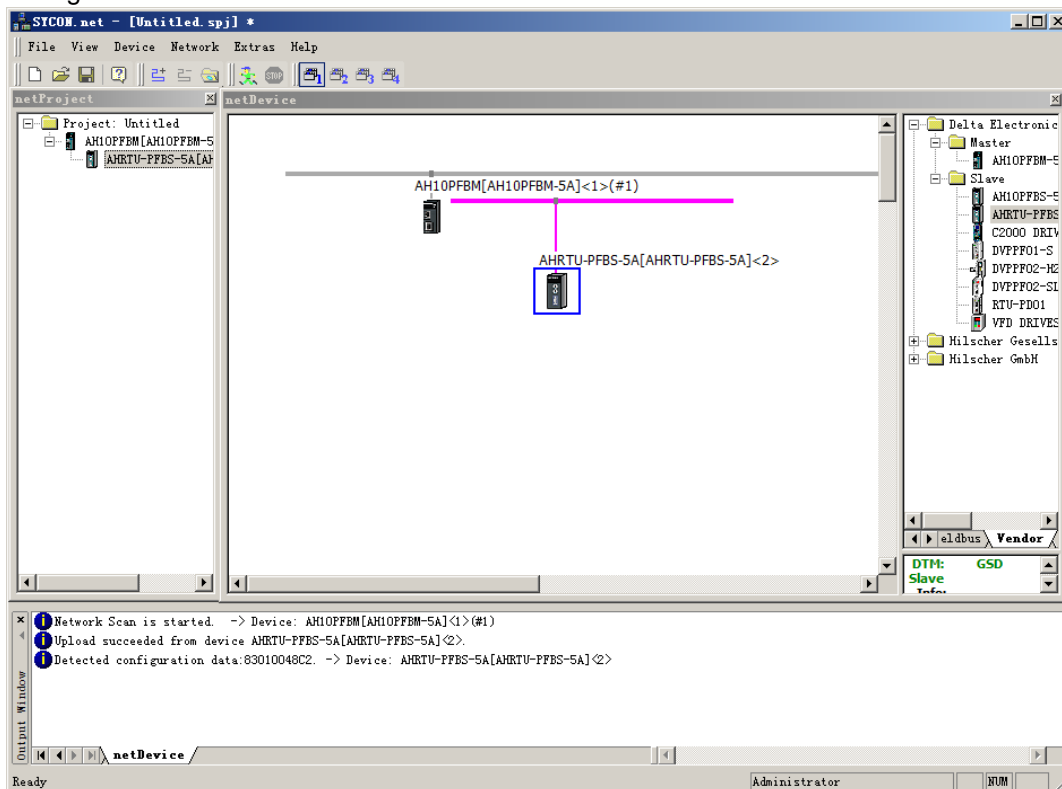 SYCON.net - [Untitled.spj] *
File View Device Network Extras Help
netProject
netDevice
Project: Untitled
AH10PFBM[AH10PFBM-5
AHRTU-PFBS-5A[AH
AH10PFBM[AH10PFBM-5A]<1>(#1)
AHRTU-PFBS-5A[AHRTU-PFBS-5A]<2>
Delta Electronic
Master
AH10PFBM-5
Slave
AH10PFBS-5
AHRTU-PFBS
C2000 DRIV
DVPPF01-S
DVPPF02-H2
DVPPF02-SL
RTU-PD01
VFD DRIVES
Hilscher Gesells
Hilscher GmbH
eldbus Vendor
DTM: GSD
Slave
Info:
Network Scan is started. -> Device: AH10PFBM[AH10PFBM-5A]<1>(#1)
Upload succeeded from device AHRTU-PFBS-5A[AHRTU-PFBS-5A]<2>.
Detected configuration data:83010048C2. -> Device: AHRTU-PFBS-5A[AHRTU-PFBS-5A]<2>
Output Window
netDevice
Ready
Administrator
NUM